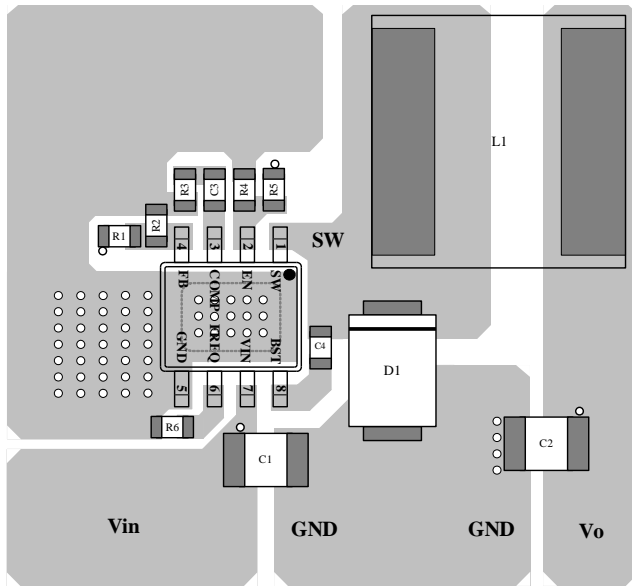 L1
R3
C3
R4
R5
R2
R1
SW
4
3
2
1
FB
COMP
EN
SW
GND
FREQ
VIN
BST
C4
D1
5
6
7
8
R6
C1
C2
Vin
GND
GND
Vo